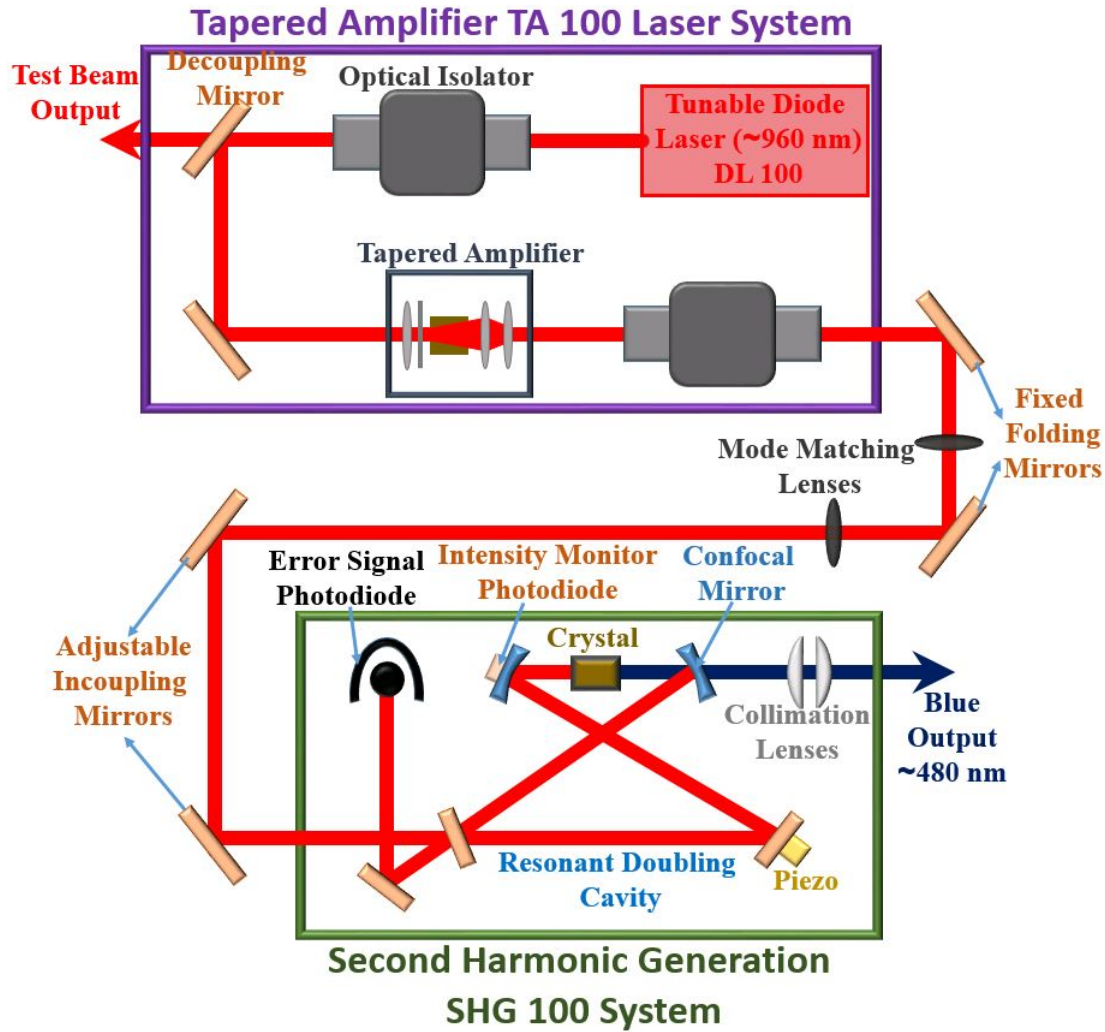 Tapered Amplifier TA 100 Laser System
Test Beam
Output
Decoupling
Mirror
Optical Isolator
Tunable Diode
Laser (~960 nm)
DL 100
Tapered Amplifier
Fixed
Folding
Mirrors
Mode Matching
Lenses
Error Signal
Photodiode
Intensity Monitor
Photodiode
Confocal
Mirror
Adjustable
Incoupling
Mirrors
Crystal
Collimation
Lenses
Blue
Output
~480 nm
Resonant Doubling
Cavity
Piezo
Second Harmonic Generation
SHG 100 System